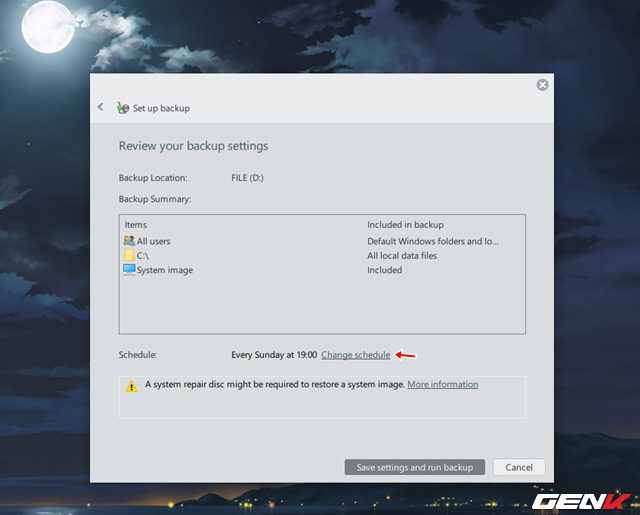 Set up backup
Review your backup settings
Backup Location: FILE (D:)
Backup Summary:
Items Included in backup
All users Default Windows folders and lo...
C:\ All local data files
System image Included
Schedule: Every Sunday at 19:00 Change schedule
A system repair disc might be required to restore a system image. More information
Save settings and run backup Cancel
GENK